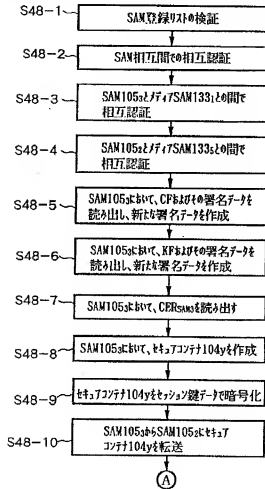 S48-1
SAM登録リストの検証
S48-2
SAM相互間での相互認証
S48-3
SAM105₂とメディアSAM133₁との間で
相互認証
S48-4
SAM105₃とメディアSAM133₅との間で
相互認証
S48-5
SAM105₃において、CFおよびその署名データを
読み出し、新たな署名データを作成
S48-6
SAM105₃において、KFおよびその署名データを
読み出し、新たな署名データを作成
S48-7
SAM105₃において、CER_SAM3を読み出す
S48-8
SAM105₃において、セキュアコンテナ104yを作成
S48-9
セキュアコンテナ104yをセッション鍵データで暗号化
S48-10
SAM105₃からSAM105₂にセキュア
コンテナ104yを転送
A